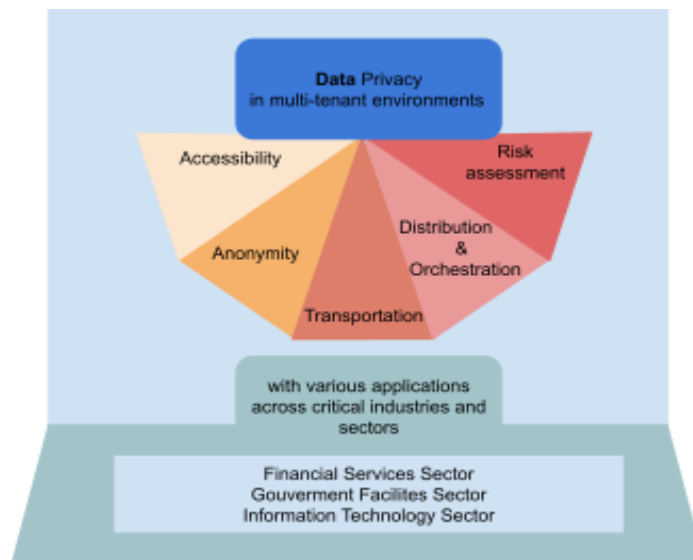 Data Privacy
in multi-tenant environments
Accessibility
Risk
assessment
Anonymity
Distribution
&
Orchestration
Transportation
with various applications
across critical industries and
sectors
Financial Services Sector
Gouverment Facilites Sector
Information Technology Sector